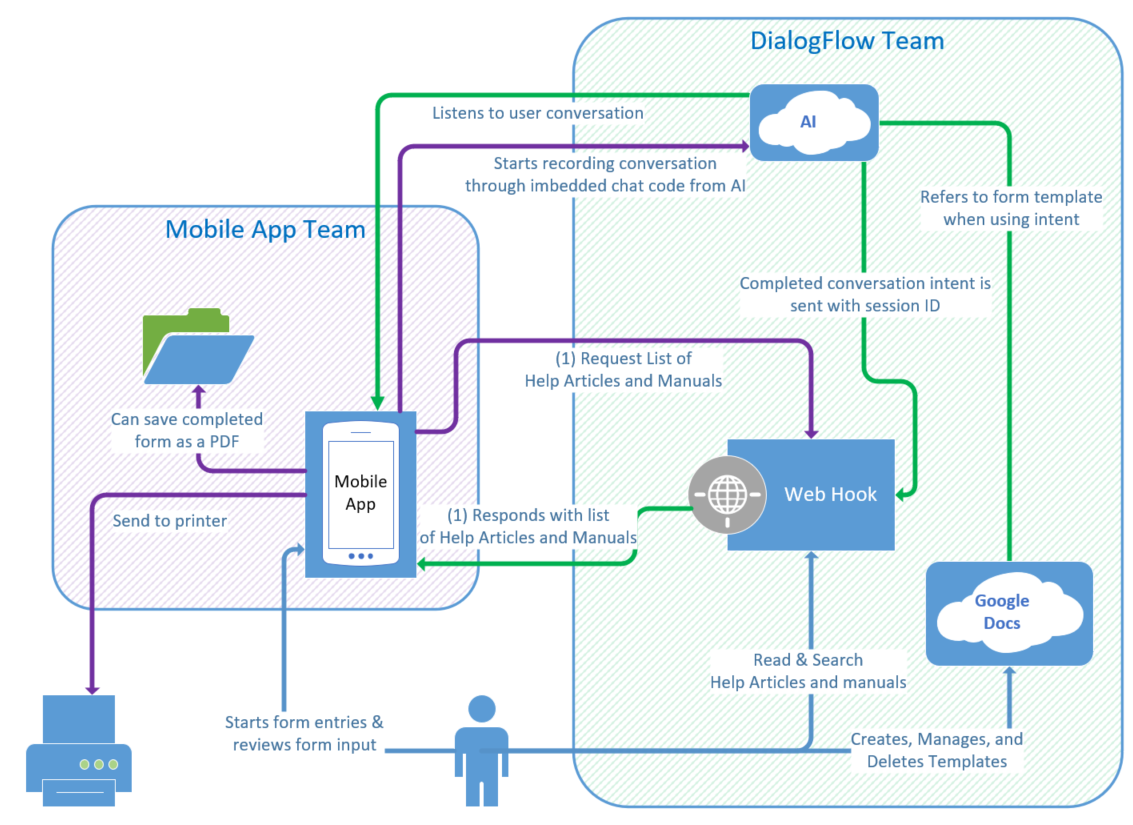 DialogFlow Team
AI
Listens to user conversation
Starts recording conversation
through imbedded chat code from AI
Refers to form template
when using intent
Mobile App Team
Completed conversation intent is
sent with session ID
(1) Request List of
Help Articles and Manuals
Can save completed
form as a PDF
Mobile
App
Web Hook
Send to printer
(1) Responds with list
of Help Articles and Manuals
Google
Docs
Read & Search
Help Articles and manuals
Starts form entries &
reviews form input
Creates, Manages, and
Deletes Templates